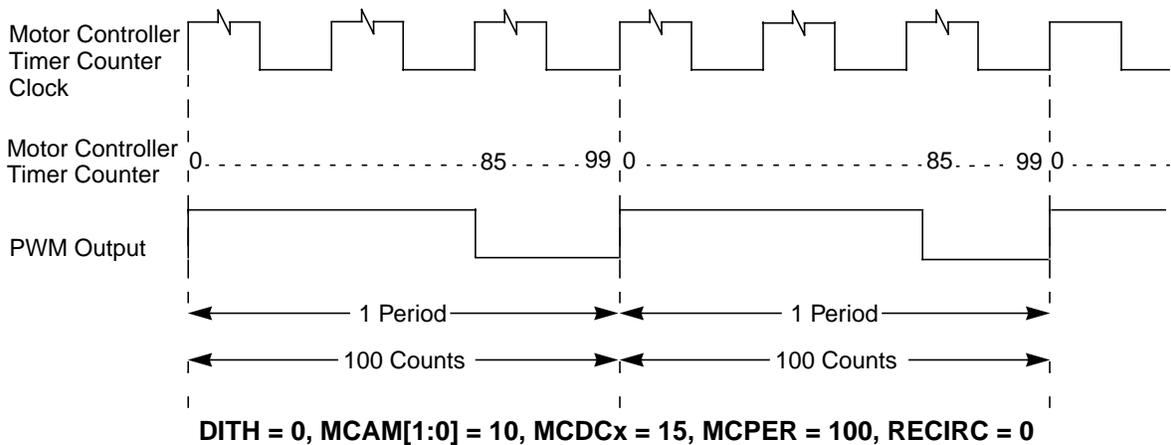 Motor Controller
Timer Counter
Clock
Motor Controller
Timer Counter
0 85 99 0 85 99 0
PWM Output
1 Period 1 Period
100 Counts 100 Counts
DITH = 0, MCAM[1:0] = 10, MCDCx = 15, MCPER = 100, RECIRC = 0